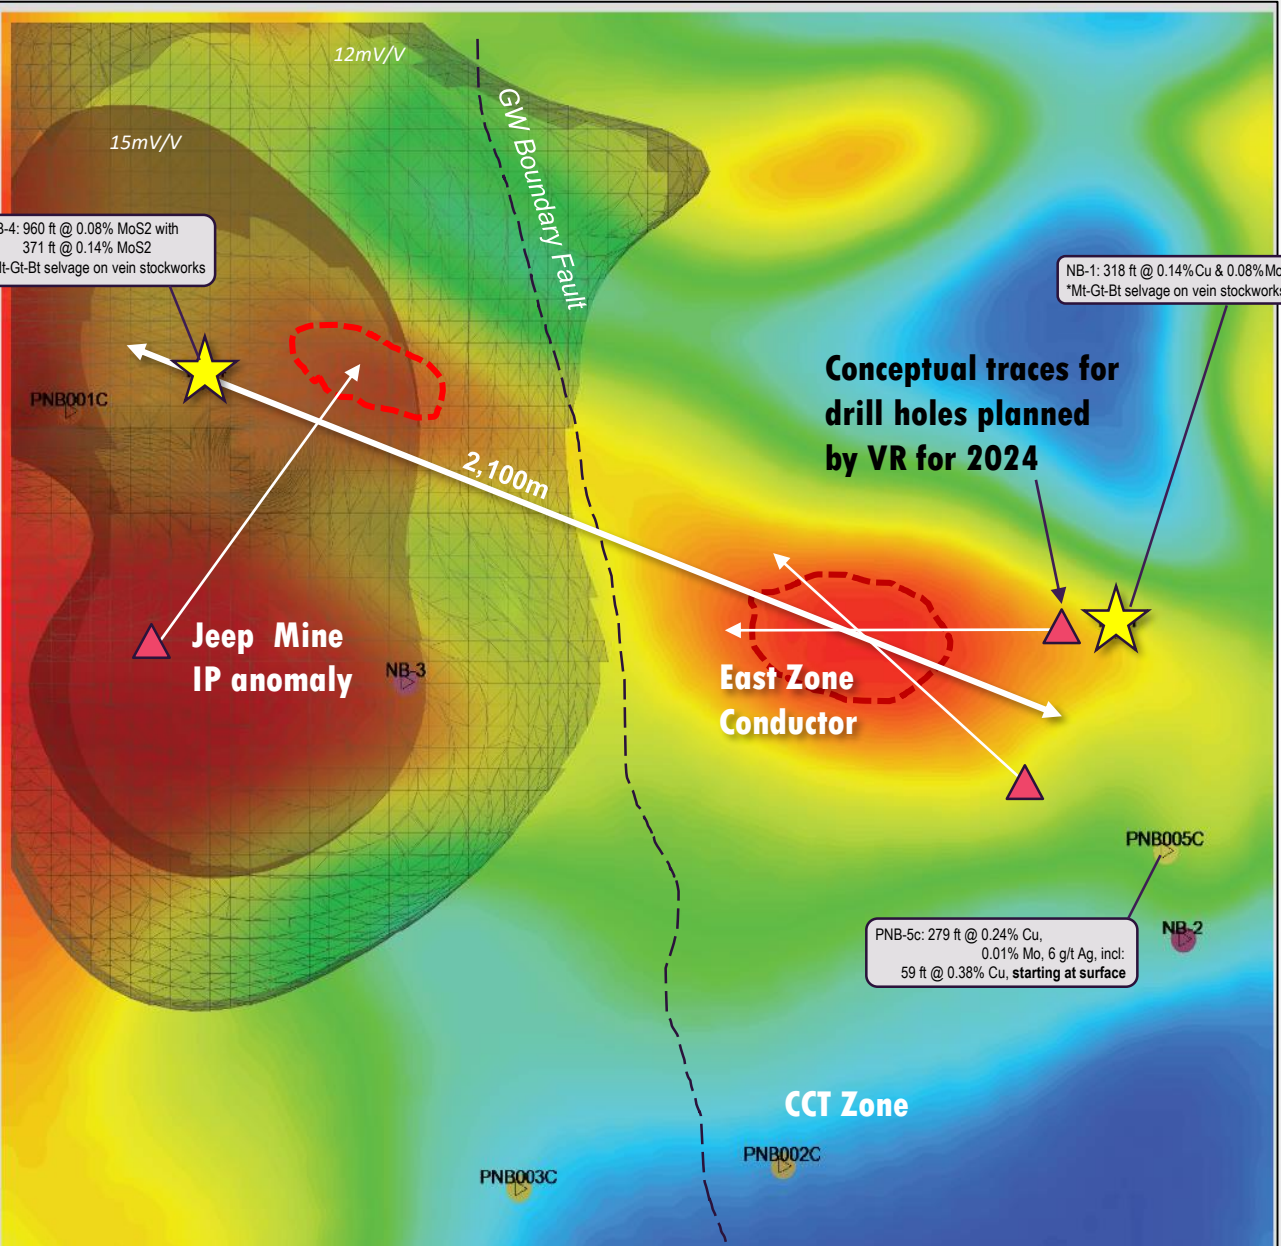 12mV/V
15mV/V
GW Boundary Fault
-4: 960 ft @ 0.08% MoS2 with
371 ft @ 0.14% MoS2
t-Gt-Bt selvage on vein stockworks
NB-1: 318 ft @ 0.14%Cu & 0.08%Mo
*Mt-Gt-Bt selvage on vein stockworks
Conceptual traces for
drill holes planned
by VR for 2024
PNB001C
2,100m
Jeep Mine
IP anomaly
NB-3
East Zone
Conductor
PNB005C
NB-2
PNB-5c: 279 ft @ 0.24% Cu,
0.01% Mo, 6 g/t Ag, incl:
59 ft @ 0.38% Cu, starting at surface
CCT Zone
PNB002C
PNB003C